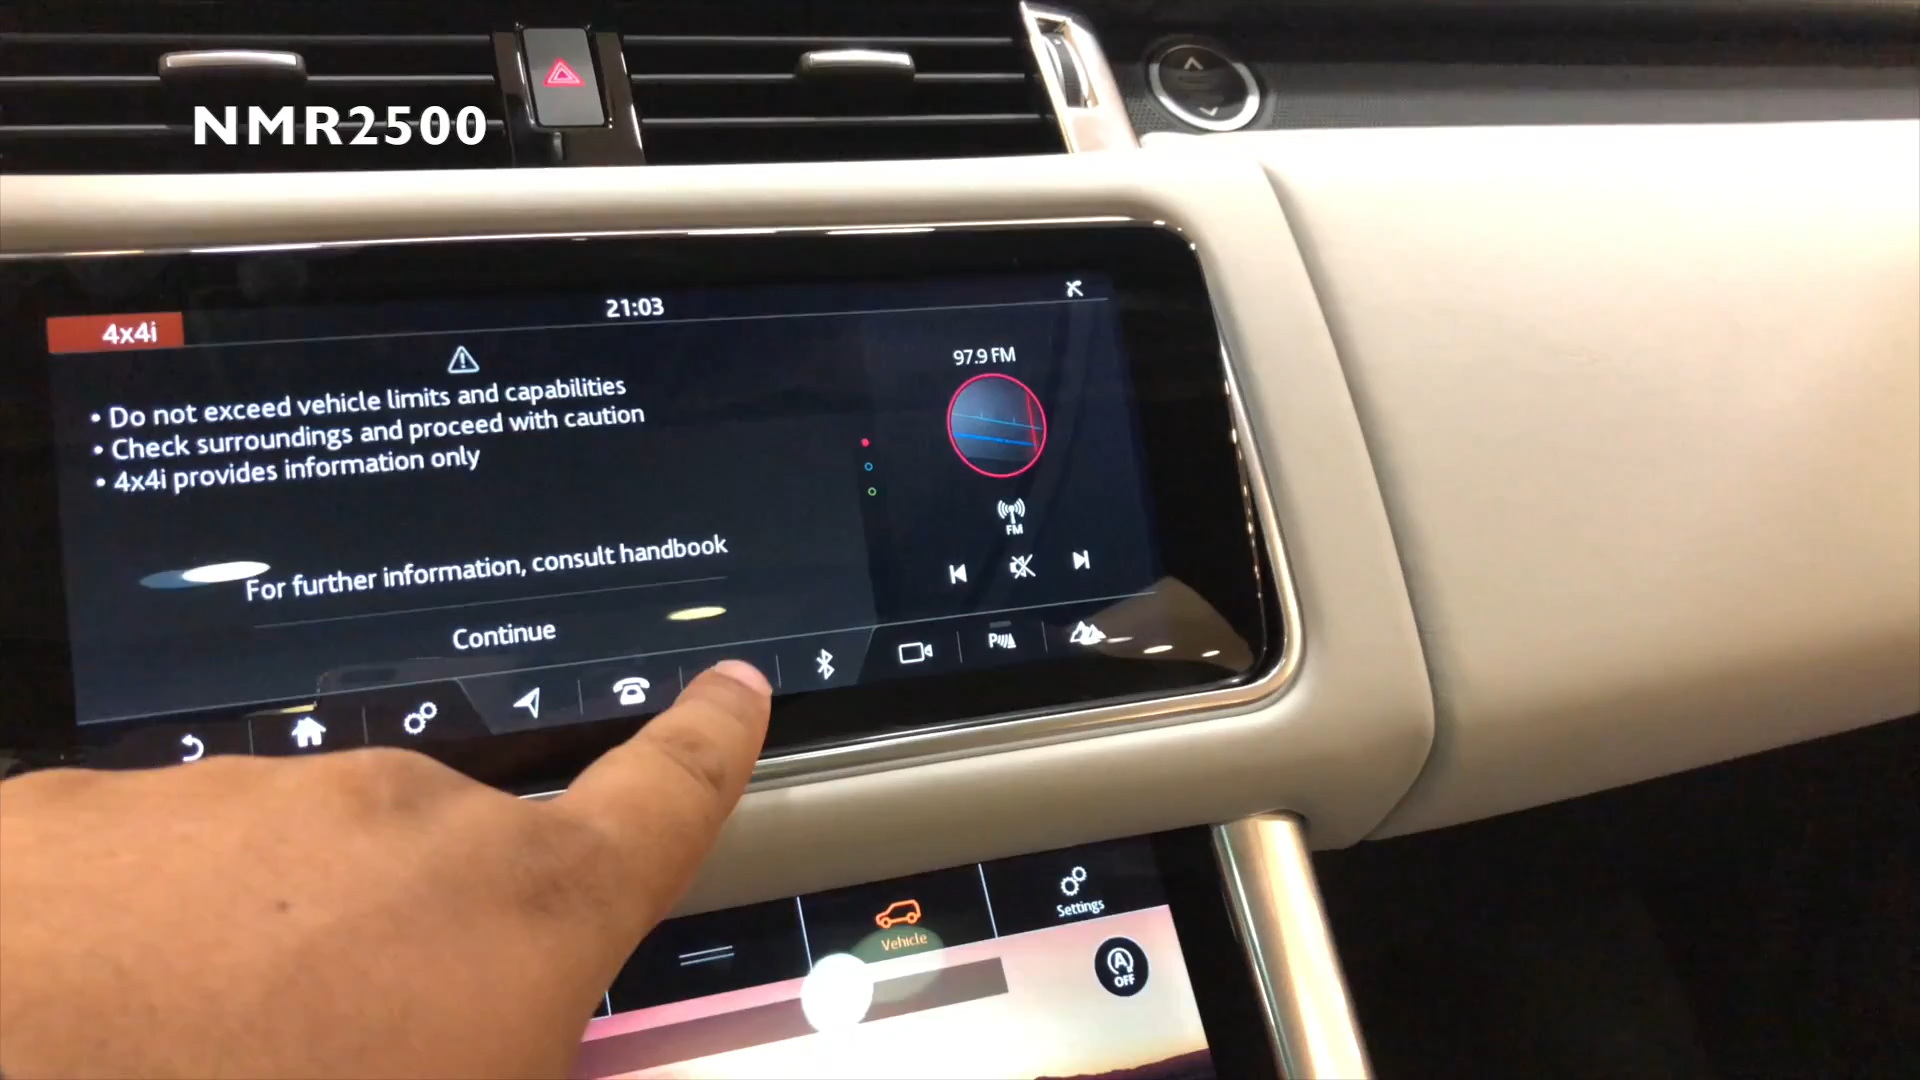 NMR2500
21:03
4x4i
• Do not exceed vehicle limits and capabilities
• Check surroundings and proceed with caution
• 4x4i provides information only
For further information, consult handbook
Continue
97.9 FM
FM
P
Vehicle
Settings
A
OFF